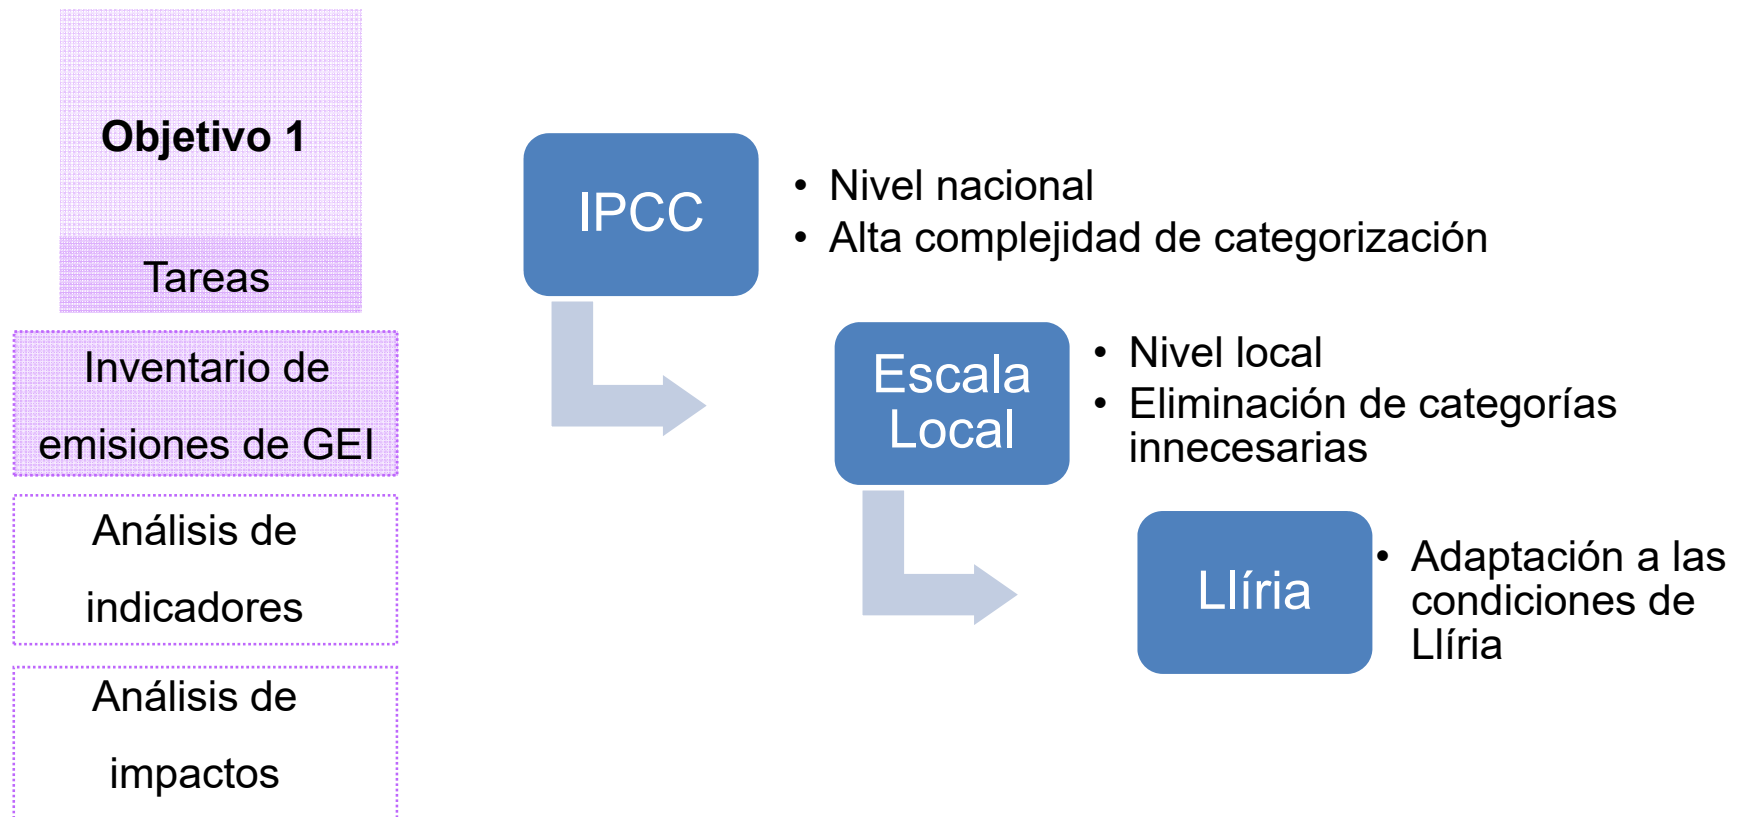 Objetivo 1
Tareas
Inventario de
emisiones de GEI
Análisis de
indicadores
Análisis de
impactos
IPCC
• Nivel nacional
• Alta complejidad de categorización
Escala
Local
• Nivel local
• Eliminación de categorías
innecesarias
Llíria
• Adaptación a las
condiciones de
Llíria